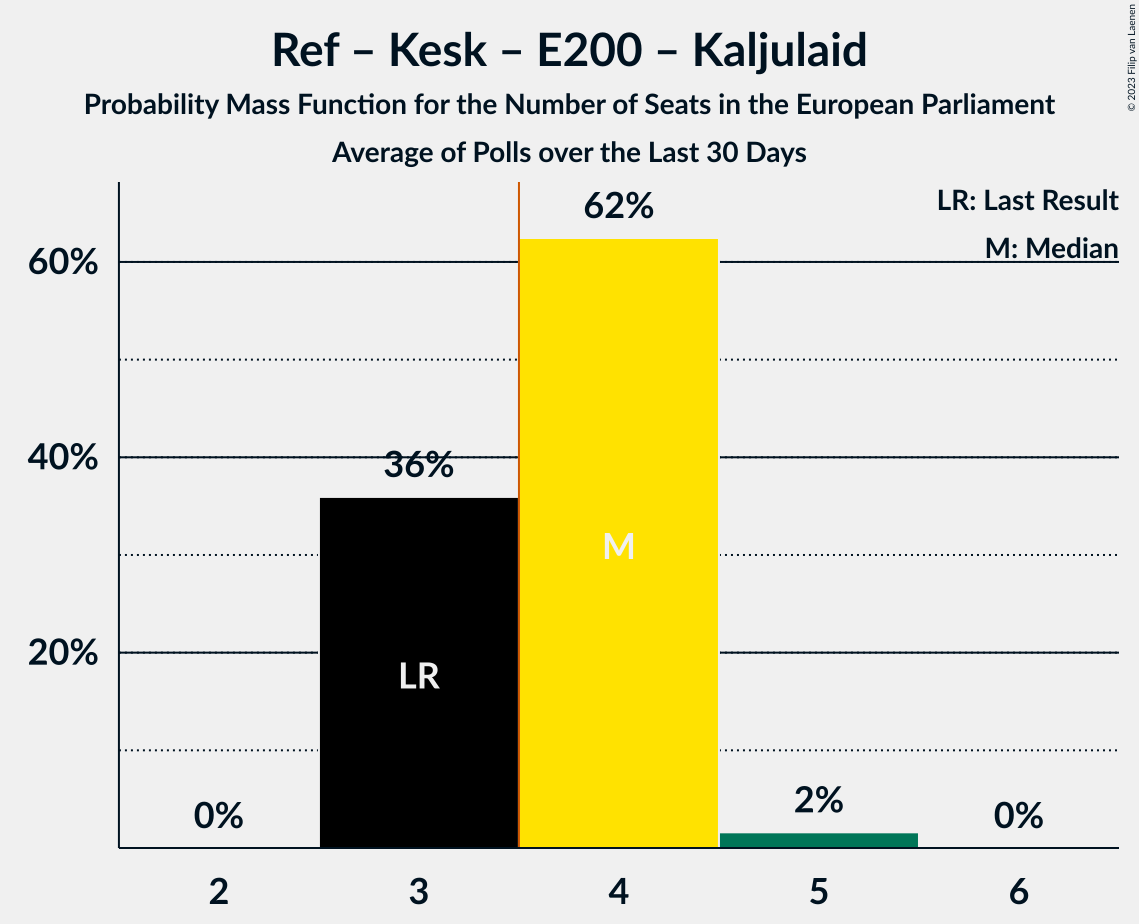 Ref – Kesk – E200 – Kaljulaid
Probability Mass Function for the Number of Seats in the European Parliament
Average of Polls over the Last 30 Days
© 2023 Filip van Laenen
LR: Last Result
M: Median
62%
60%
40%
36%
M
20%
LR
2%
0%
0%
2
3
4
5
6